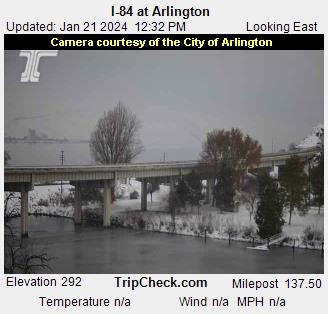 I-84 at Arlington
Updated: Jan 21 2024 12:32 PM Looking East
Camera courtesy of the City of Arlington
Elevation 292 TripCheck.com Milepost 137.50
Temperature n/a Wind n/a MPH n/a